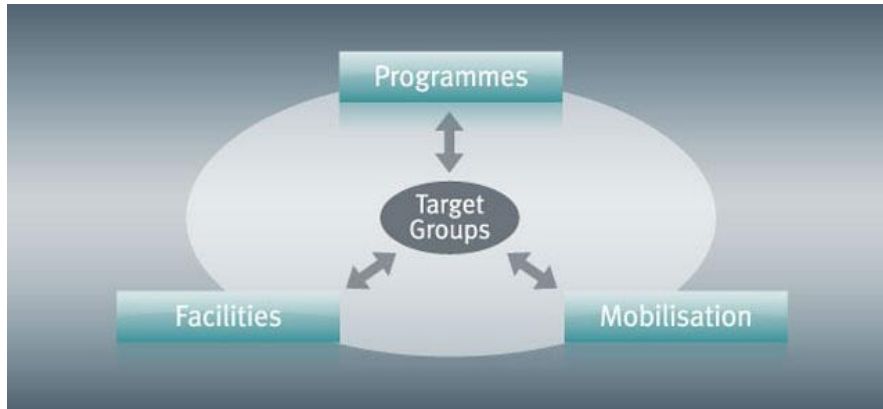 Programmes
Target
Groups
Facilities
Mobilisation